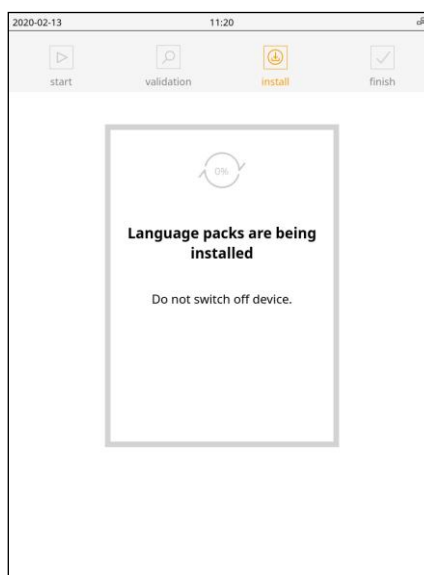 2020-02-13 11:20
start validation install finish
0%
Language packs are being
installed
Do not switch off device.